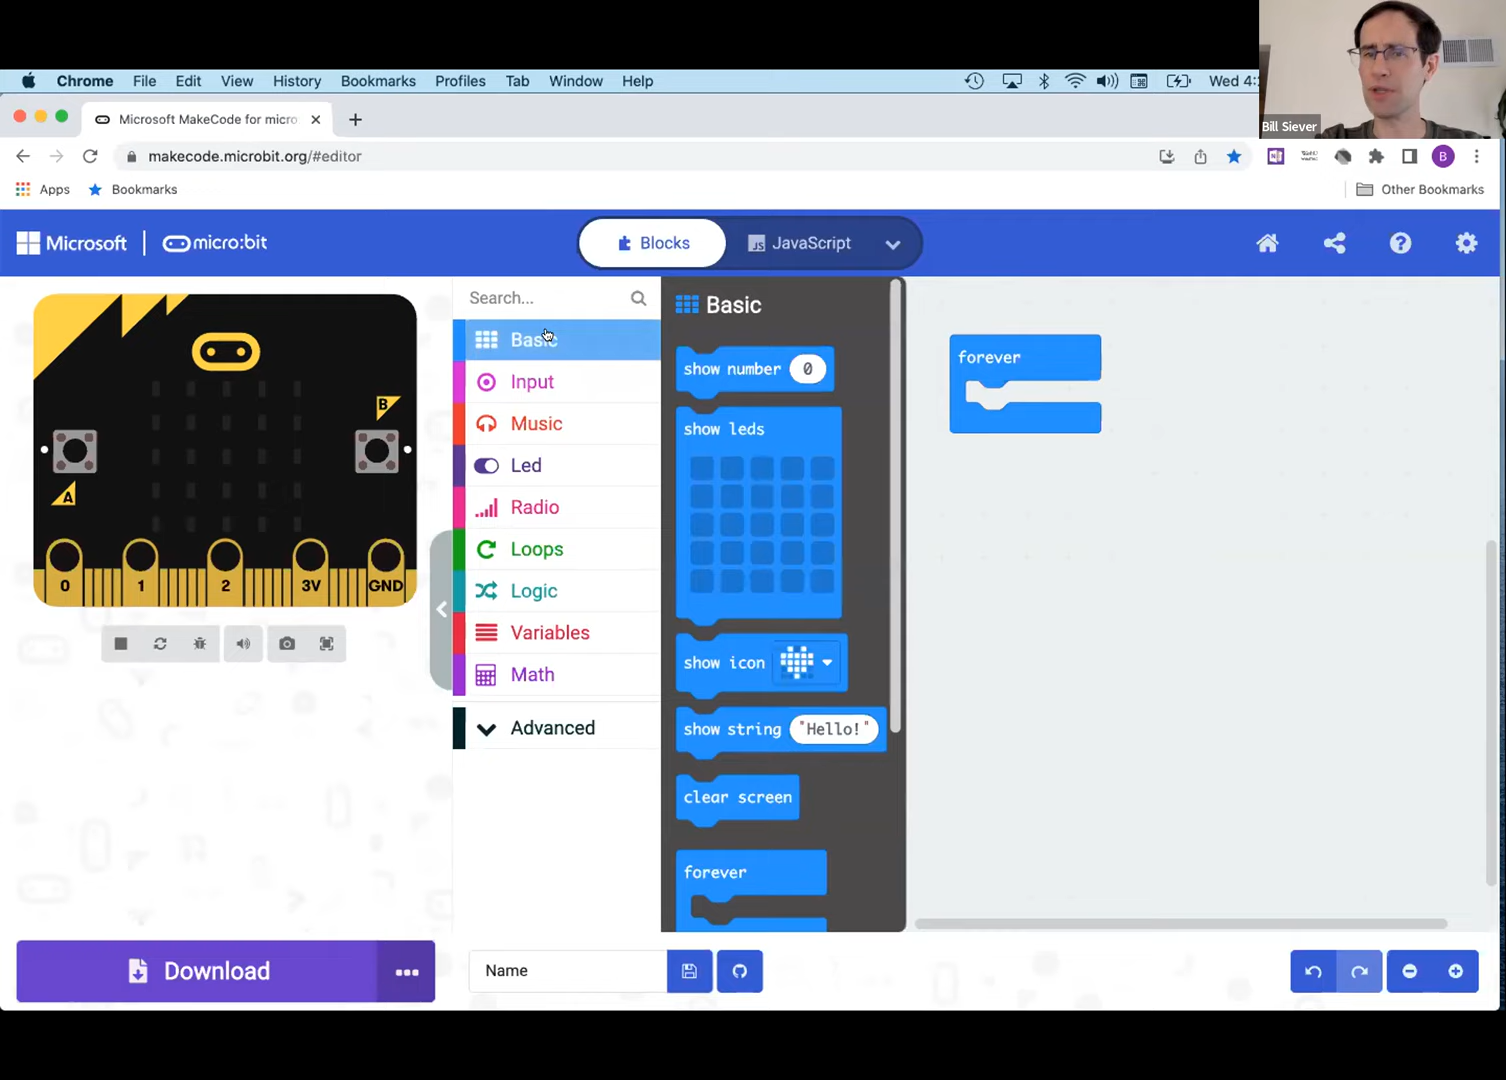 Chrome File Edit View History Bookmarks Profiles Tab Window Help Wed 4:
Bill Siever
Microsoft MakeCode for micro
makecode.microbit.org/#editor
B
Apps Bookmarks Other Bookmarks
Microsoft micro:bit Blocks JS JavaScript
Search...
Basic
Input
Music
Led
Radio
Loops
Logic
Variables
Math
Advanced
Basic
show number 0
show leds
show icon
show string "Hello!"
clear screen
forever
forever
B
A
0 1 2 3V GND
Download
Name